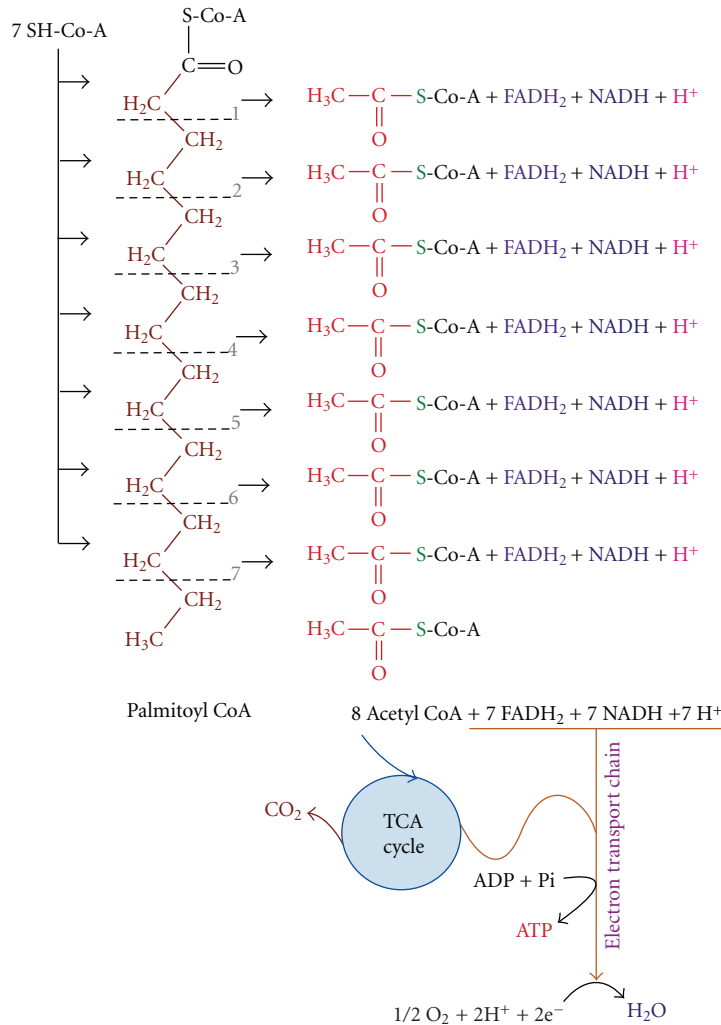 7 SH-Co-A
S-Co-A
C=O
H₂C
1
H₃C—C—S-Co-A + FADH₂ + NADH + H⁺
O
CH₂
H₂C
2
H₃C—C—S-Co-A + FADH₂ + NADH + H⁺
O
CH₂
H₂C
3
H₃C—C—S-Co-A + FADH₂ + NADH + H⁺
O
CH₂
H₂C
4
H₃C—C—S-Co-A + FADH₂ + NADH + H⁺
O
CH₂
H₂C
5
H₃C—C—S-Co-A + FADH₂ + NADH + H⁺
O
CH₂
H₂C
6
H₃C—C—S-Co-A + FADH₂ + NADH + H⁺
O
CH₂
H₂C
7
H₃C—C—S-Co-A + FADH₂ + NADH + H⁺
O
CH₂
H₃C
H₃C—C—S-Co-A
O
Palmitoyl CoA
8 Acetyl CoA + 7 FADH₂ + 7 NADH +7 H⁺
CO₂
TCA
cycle
Electron transport chain
ADP + Pi
ATP
1/2 O₂ + 2H⁺ + 2e⁻
H₂O